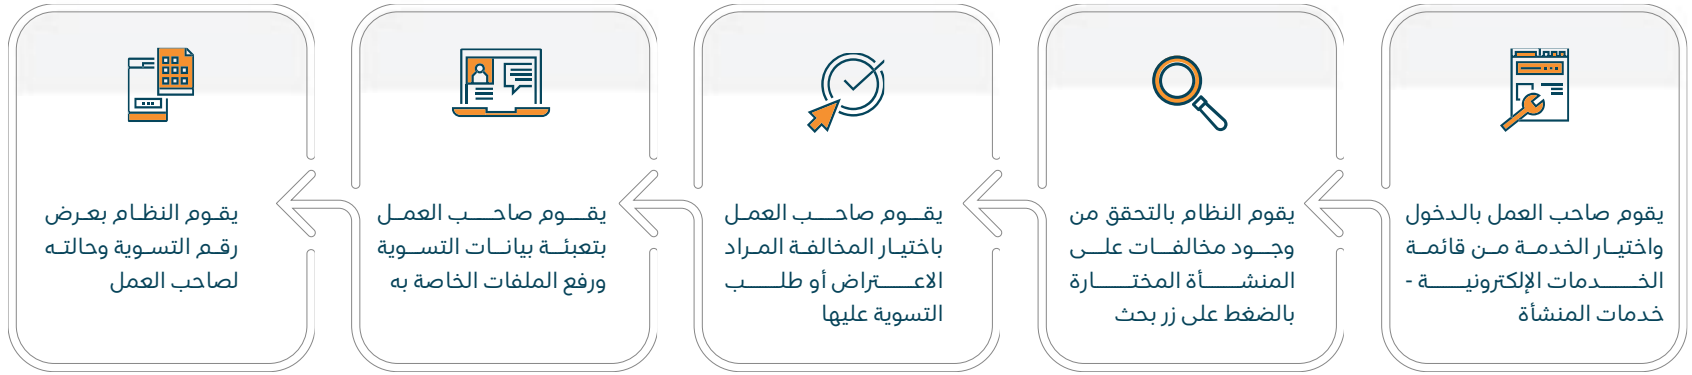 يقوم صاحب العمل بالدخول
واختيار الخدمة من قائمة
الخدمات الإلكترونية -
خدمات المنشأة
يقوم النظام بالتحقق من
وجود مخالفات على
المنشأة المختارة
بالضغط على زر بحث
يقوم صاحب العمل
باختيار المخالفة المراد
الاعتراض أو طلب
التسوية عليها
يقوم صاحب العمل
بتعبئة بيانات التسوية
ورفع الملفات الخاصة به
يقوم النظام بعرض
رقم التسوية وحالته
لصاحب العمل